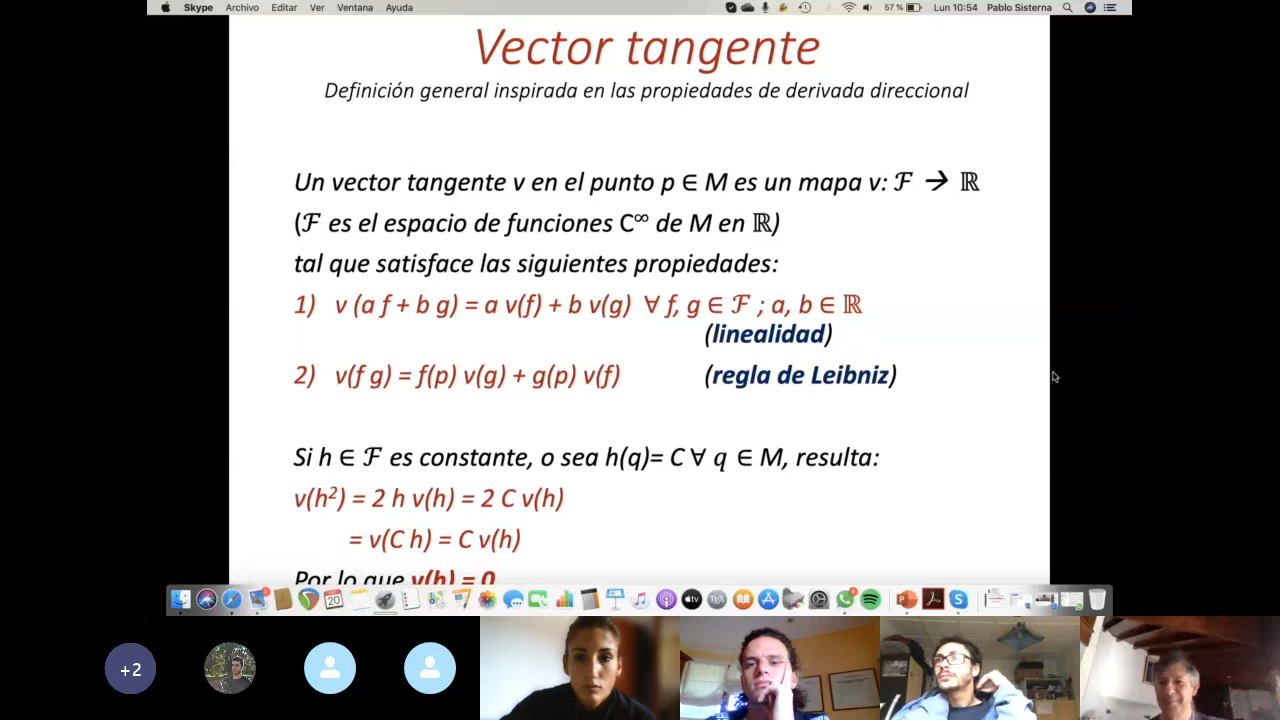 Skype Archivo Editar Ver Ventana Ayuda 57 % Lun 10:54 Pablo Sisterna
Vector tangente
Definición general inspirada en las propiedades de derivada direccional
Un vector tangente v en el punto p ∈ M es un mapa v: ℱ → ℝ
(ℱ es el espacio de funciones C∞ de M en ℝ)
tal que satisface las siguientes propiedades:
1) v (a f + b g) = a v(f) + b v(g) ∀ f, g ∈ ℱ ; a, b ∈ ℝ
(linealidad)
2) v(f g) = f(p) v(g) + g(p) v(f) (regla de Leibniz)
Si h ∈ ℱ es constante, o sea h(q)= C ∀ q ∈ M, resulta:
v(h²) = 2 h v(h) = 2 C v(h)
= v(C h) = C v(h)
Por lo que v(h) = 0
20
tv
TEX
+2